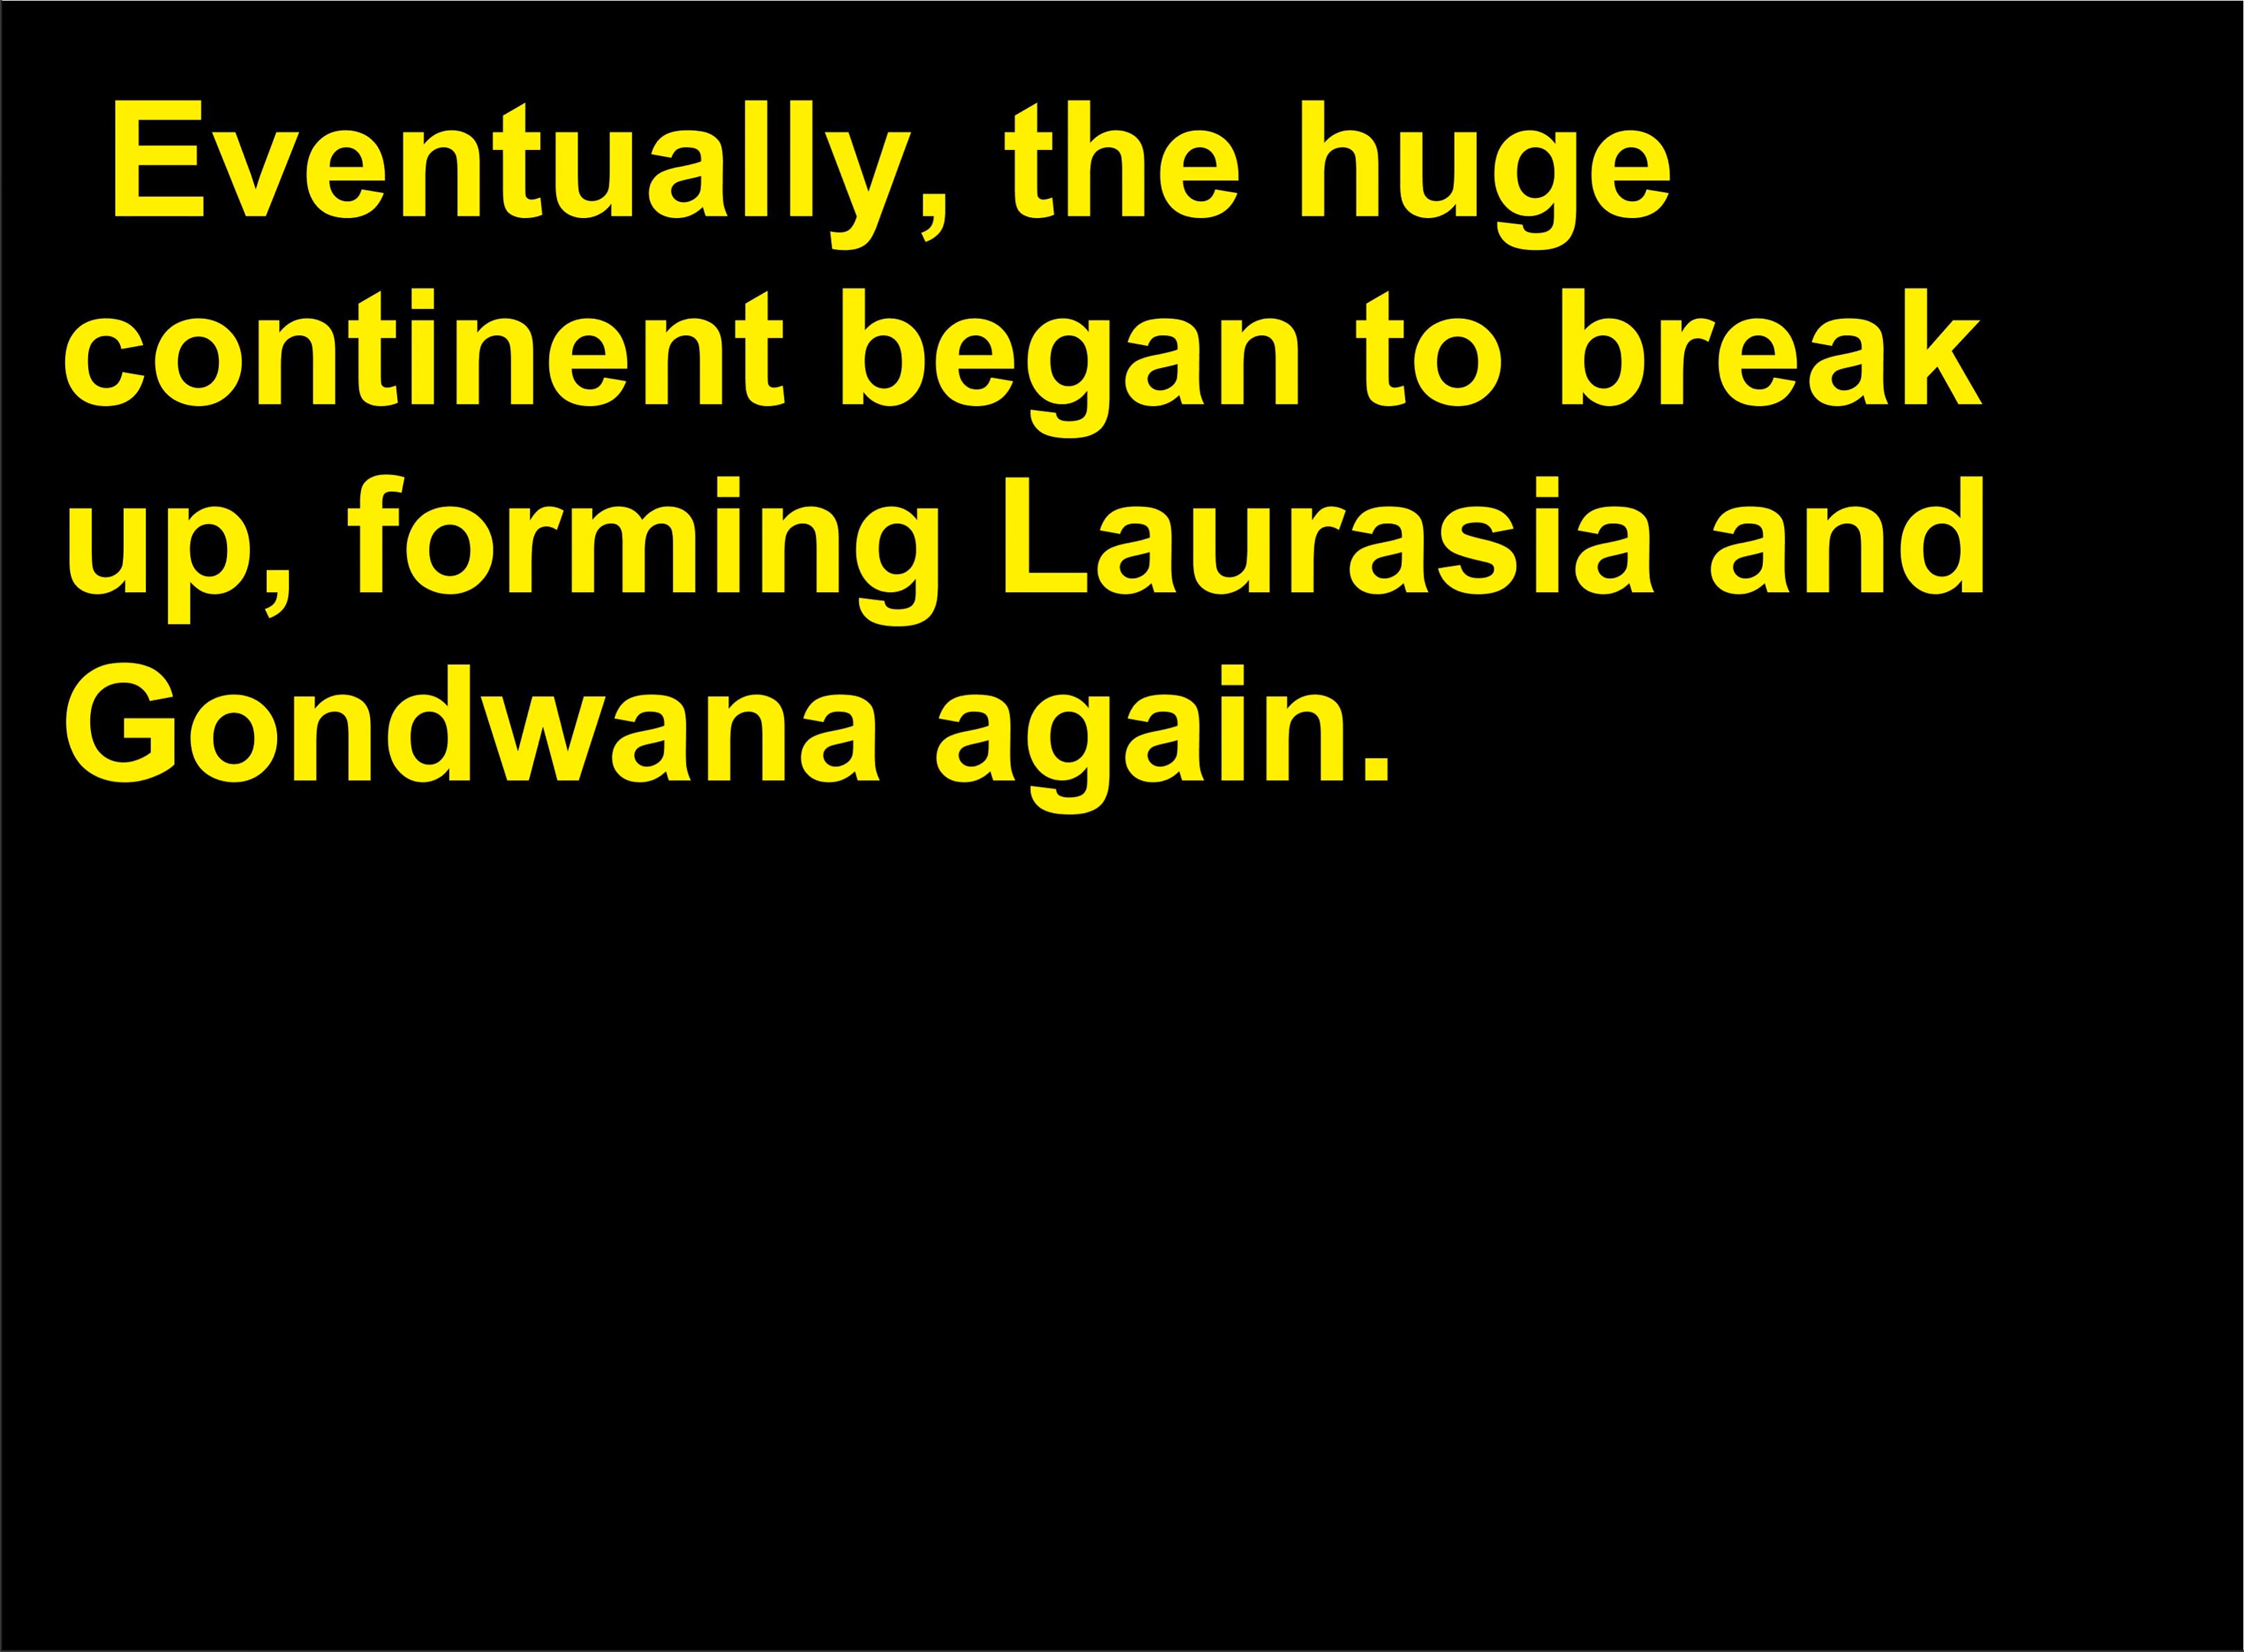 Eventually, the huge
continent began to break
up, forming Laurasia and
Gondwana again.